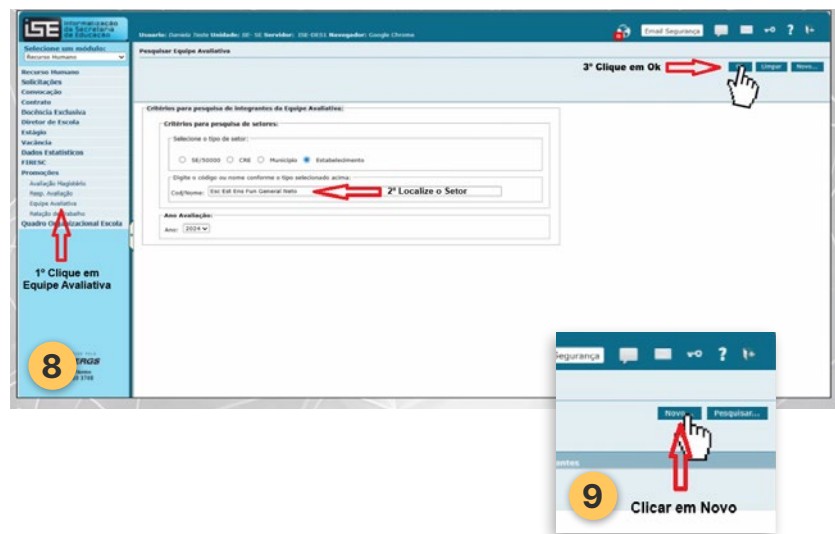 iSE
informatização
da Secretaria
da Educação
Usuario: Daniela Teste Unidade: SE- SE Servidor: ISE-DES1 Navegador: Google Chrome
Email Segurança
?
Selecione um módulo:
Recurso Humano
Pesquisar Equipe Avaliativa
3º Clique em Ok
Limpar
Novo...
Recurso Humano
Solicitações
Convocação
Contrato
Docência Exclusiva
Diretor de Escola
Estágio
Vacância
Dados Estatísticos
Promoções
Avaliação Magistério
Resp. Avaliação
Equipe Avaliativa
Relação de Trabalho
Quadro Organizacional Escola
Critérios para pesquisa de integrantes da Equipe Avaliativa:
Critérios para pesquisa de setores:
Selecione o tipo de setor:
SE/50000
CRE
Município
Estabelecimento
Digite o código ou nome conforme o tipo selecionado acima:
Cod/Nome: Esc Est Ens Fun General Neto
2º Localize o Setor
Ano Avaliação:
Ano: 2024
1º Clique em
Equipe Avaliativa
8
Segurança
?
Novo...
Pesquisar...
9
Clicar em Novo